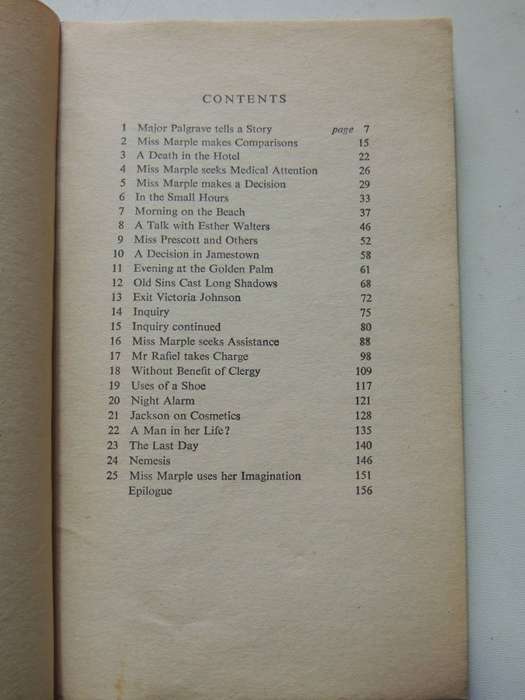 CONTENTS
1 Major Palgrave tells a Story page 7
2 Miss Marple makes Comparisons 15
3 A Death in the Hotel 22
4 Miss Marple seeks Medical Attention 26
5 Miss Marple makes a Decision 29
6 In the Small Hours 33
7 Morning on the Beach 37
8 A Talk with Esther Walters 46
9 Miss Prescott and Others 52
10 A Decision in Jamestown 58
11 Evening at the Golden Palm 61
12 Old Sins Cast Long Shadows 68
13 Exit Victoria Johnson 72
14 Inquiry 75
15 Inquiry continued 80
16 Miss Marple seeks Assistance 88
17 Mr Rafiel takes Charge 98
18 Without Benefit of Clergy 109
19 Uses of a Shoe 117
20 Night Alarm 121
21 Jackson on Cosmetics 128
22 A Man in her Life? 135
23 The Last Day 140
24 Nemesis 146
25 Miss Marple uses her Imagination 151
Epilogue 156